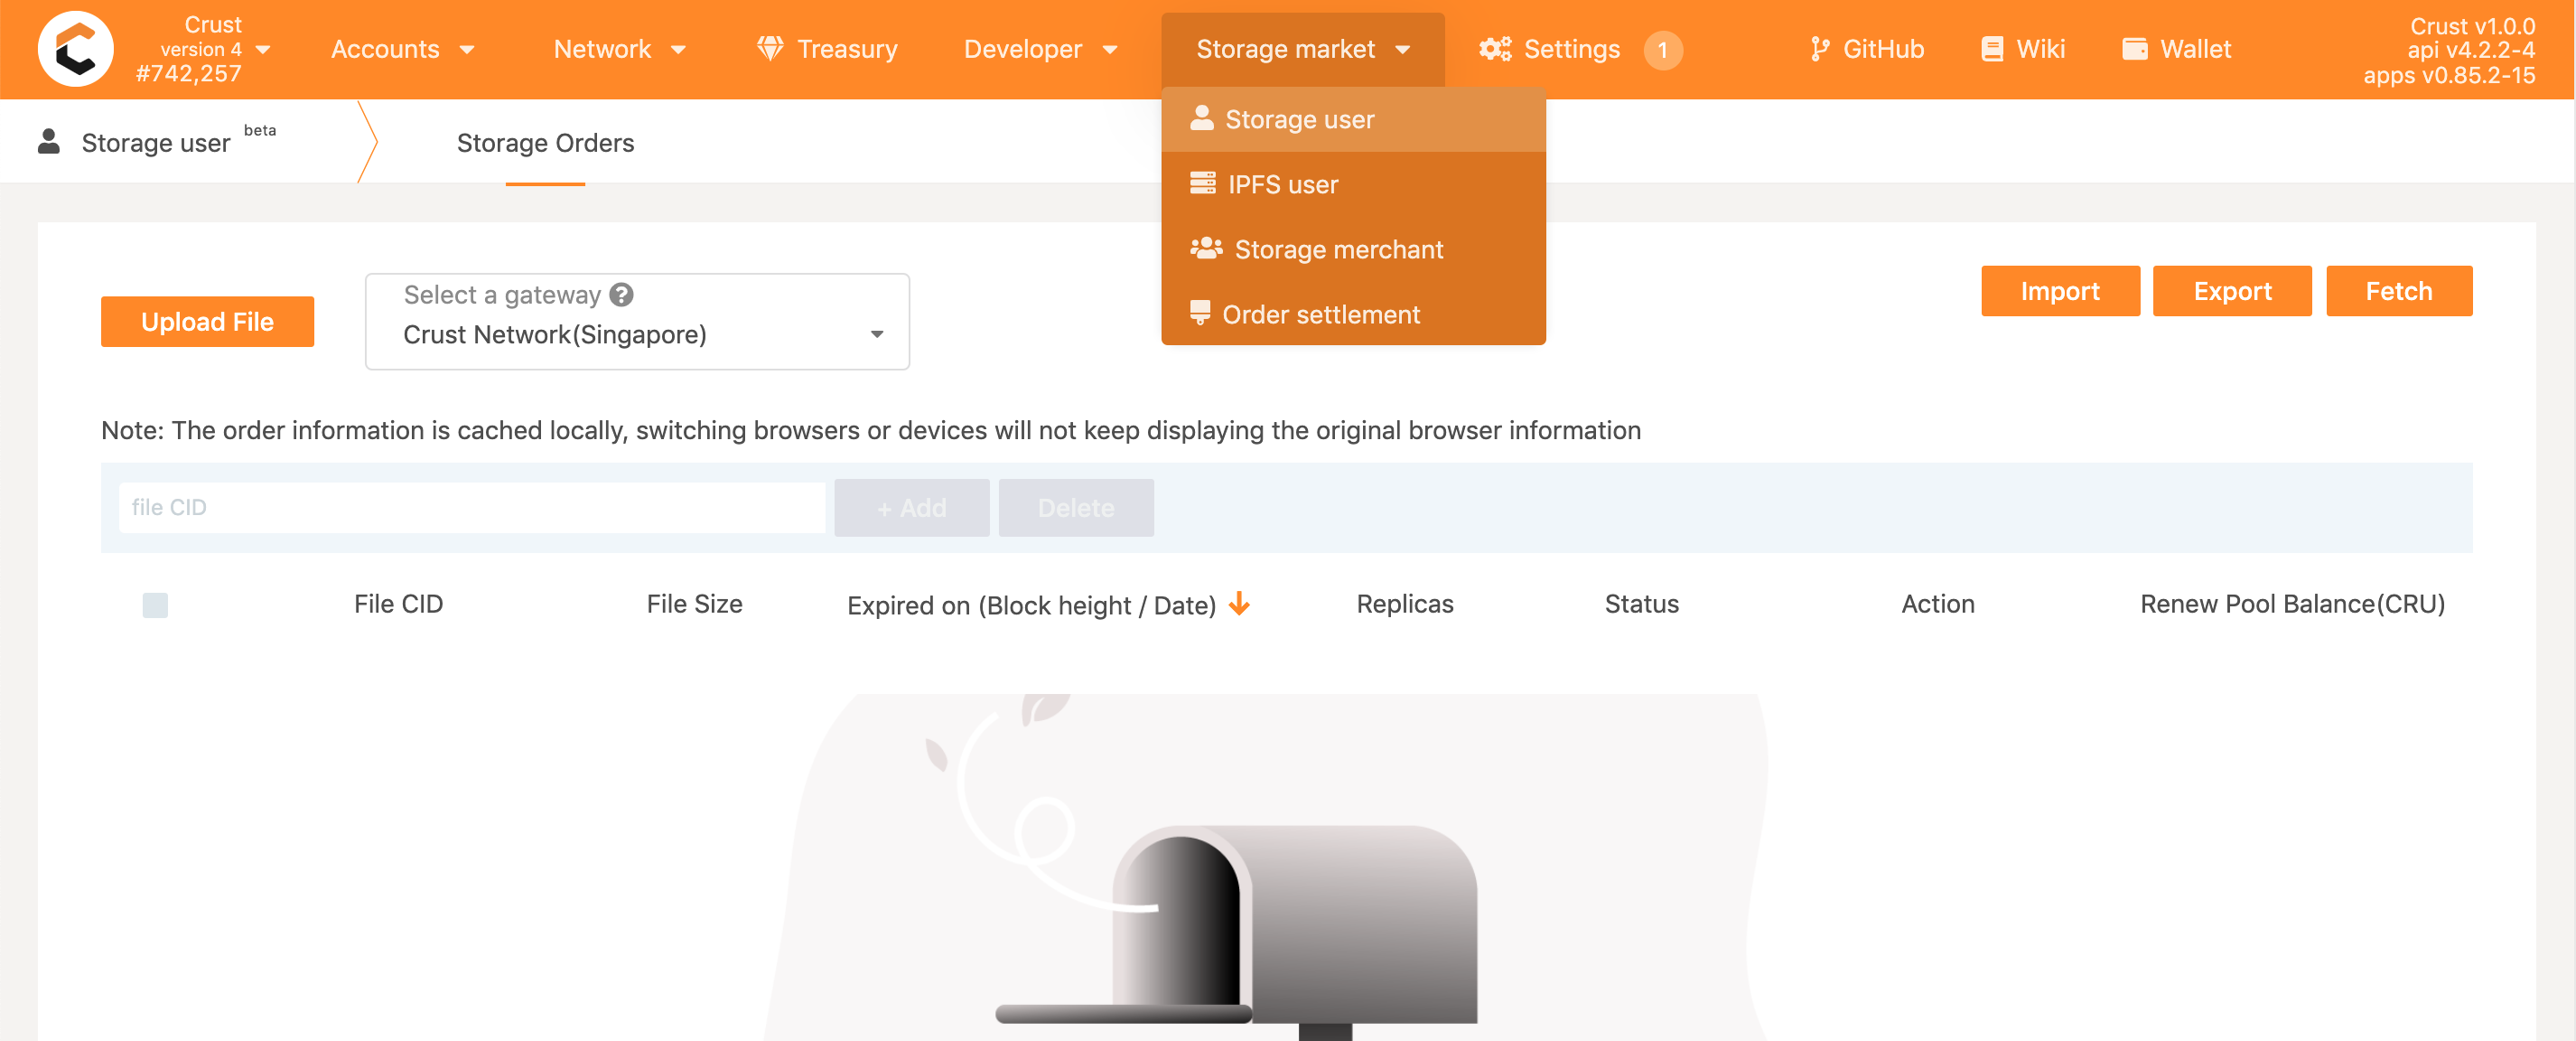 Crust
version 4
#742,257
Accounts
Network
Treasury
Developer
Storage market
Settings
1
GitHub
Wiki
Wallet
Crust v1.0.0
api v4.2.2-4
apps v0.85.2-15
Storage user beta
Storage Orders
Storage user
IPFS user
Storage merchant
Order settlement
Upload File
Select a gateway ?
Crust Network(Singapore)
Import
Export
Fetch
Note: The order information is cached locally, switching browsers or devices will not keep displaying the original browser information
file CID
+ Add
Delete
File CID
File Size
Expired on (Block height / Date)
Replicas
Status
Action
Renew Pool Balance(CRU)